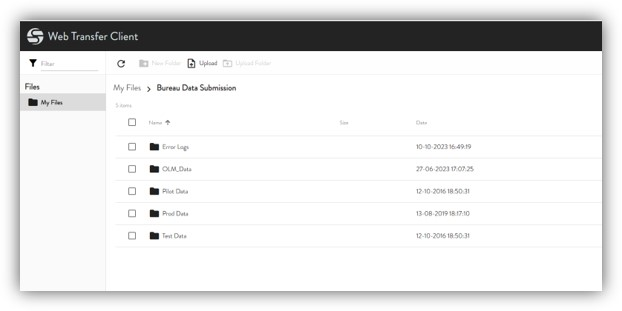 Web Transfer Client
Filter
New Folder Upload Upload Folder
Files
My Files
My Files > Bureau Data Submission
5 items
Name Size Date
Error Logs 10-10-2023 16:49:19
OLM_Data 27-06-2023 17:07:25
Pilot Data 12-10-2016 18:50:31
Prod Data 13-08-2019 18:17:10
Test Data 12-10-2016 18:50:31